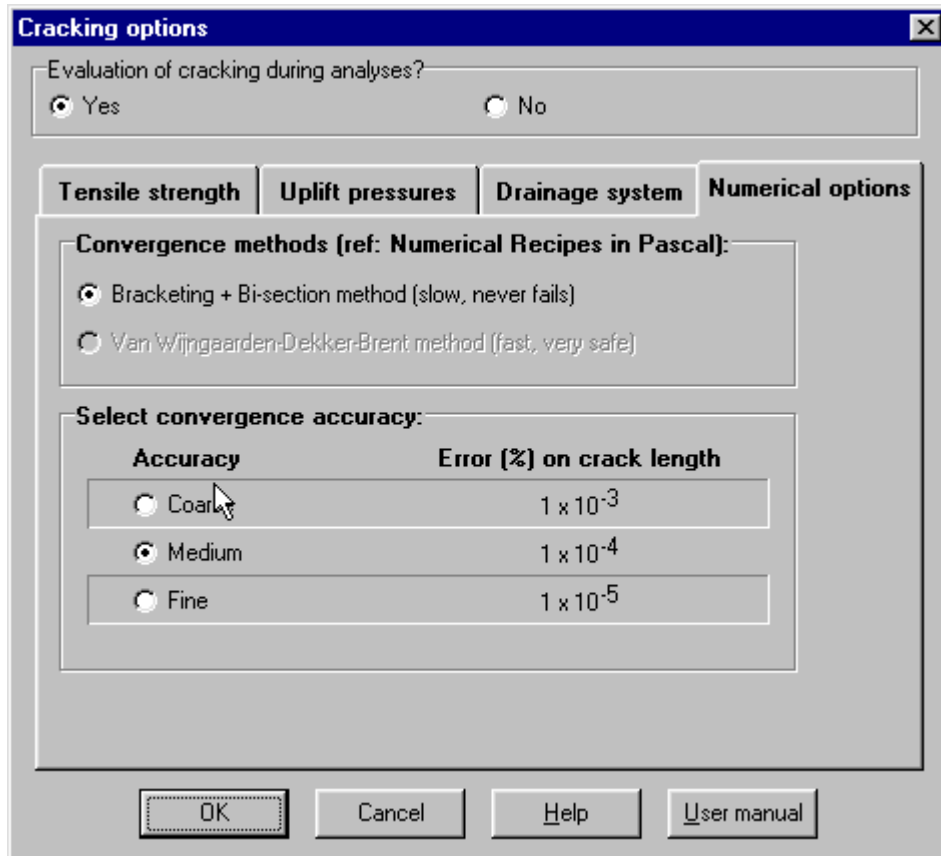 Cracking options
Evaluation of cracking during analyses?
Yes No
Tensile strength Uplift pressures Drainage system Numerical options
Convergence methods (ref: Numerical Recipes in Pascal):
Bracketing + Bi-section method (slow, never fails)
Van Wijngaarden-Dekker-Brent method (fast, very safe)
Select convergence accuracy:
Accuracy Error (%) on crack length
1 x 10⁻³
Medium 1 x 10⁻⁴
Fine 1 x 10⁻⁵
OK Cancel Help User manual